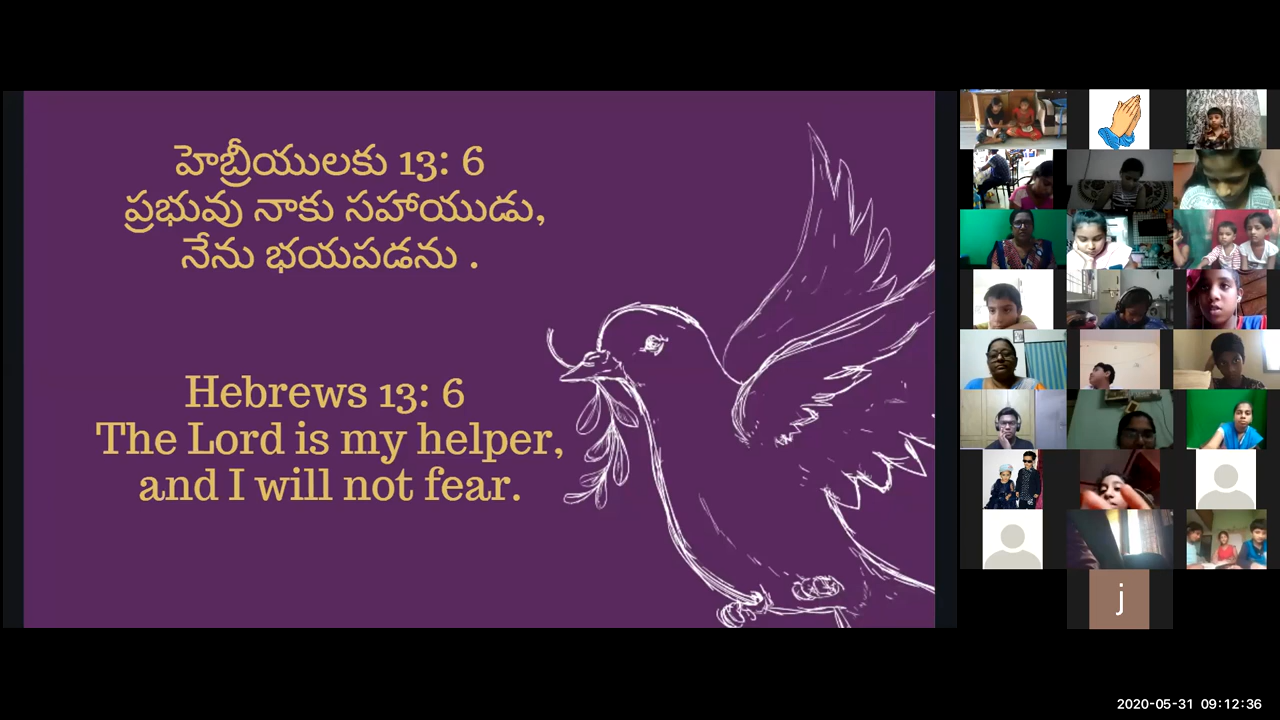 హెబ్రీయులకు 13: 6
ప్రభువు నాకు సహాయుడు,
నేను భయపడను .
Hebrews 13: 6
The Lord is my helper,
and I will not fear.
j
2020-05-31 09:12:36